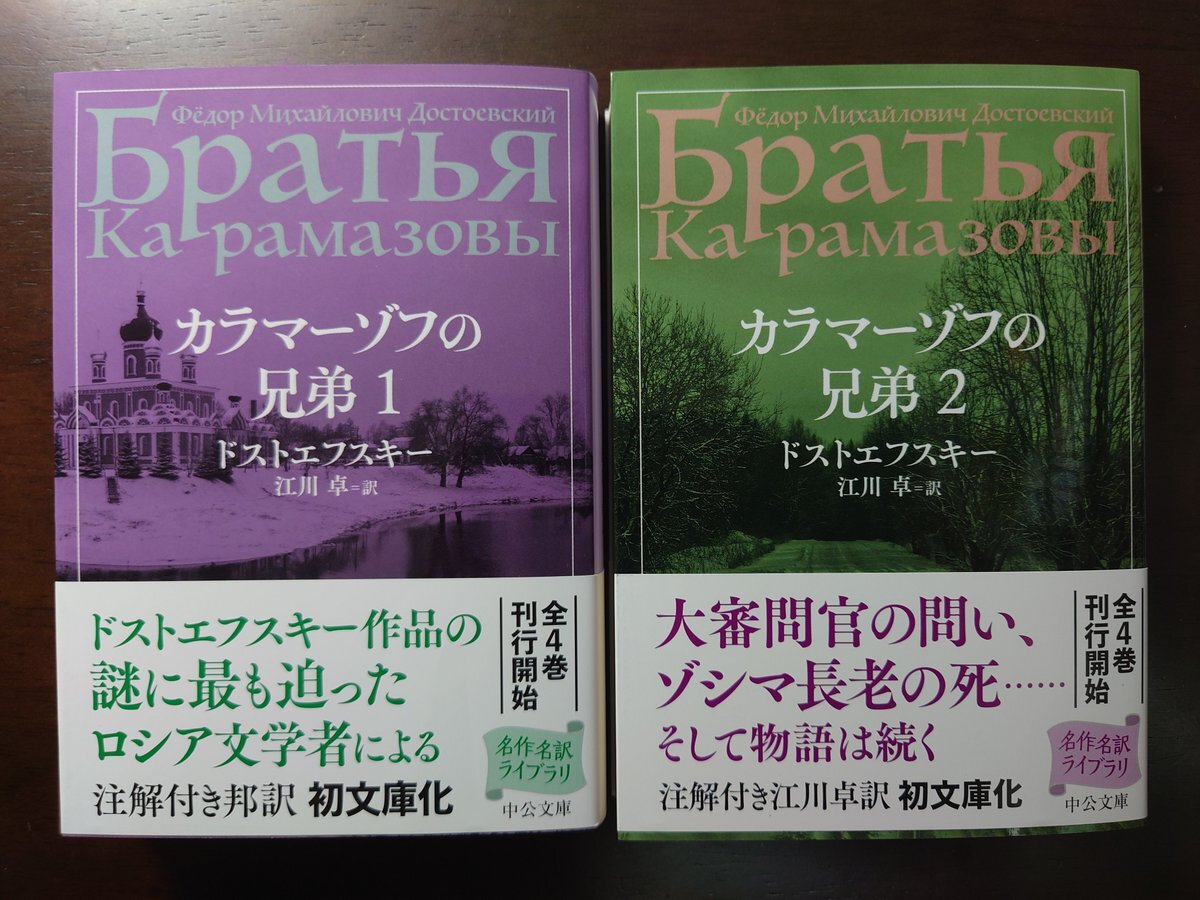 Фёдор Михайлович Достоевский
Братья
Карамазовы
カラマーゾフの
兄弟 1
ドストエフスキー
江川 卓=訳
ドストエフスキー作品の
謎に最も迫った
ロシア文学者による
注解付き邦訳 初文庫化
全4巻
刊行開始
名作名訳
ライブラリ
中公文庫
Фёдор Михайлович Достоевский
Братья
Карамазовы
カラマーゾフの
兄弟 2
ドストエフスキー
江川 卓=訳
大審問官の問い、
ゾシマ長老の死……
そして物語は続く
注解付き江川卓訳 初文庫化
全4巻
刊行開始
名作名訳
ライブラリ
中公文庫